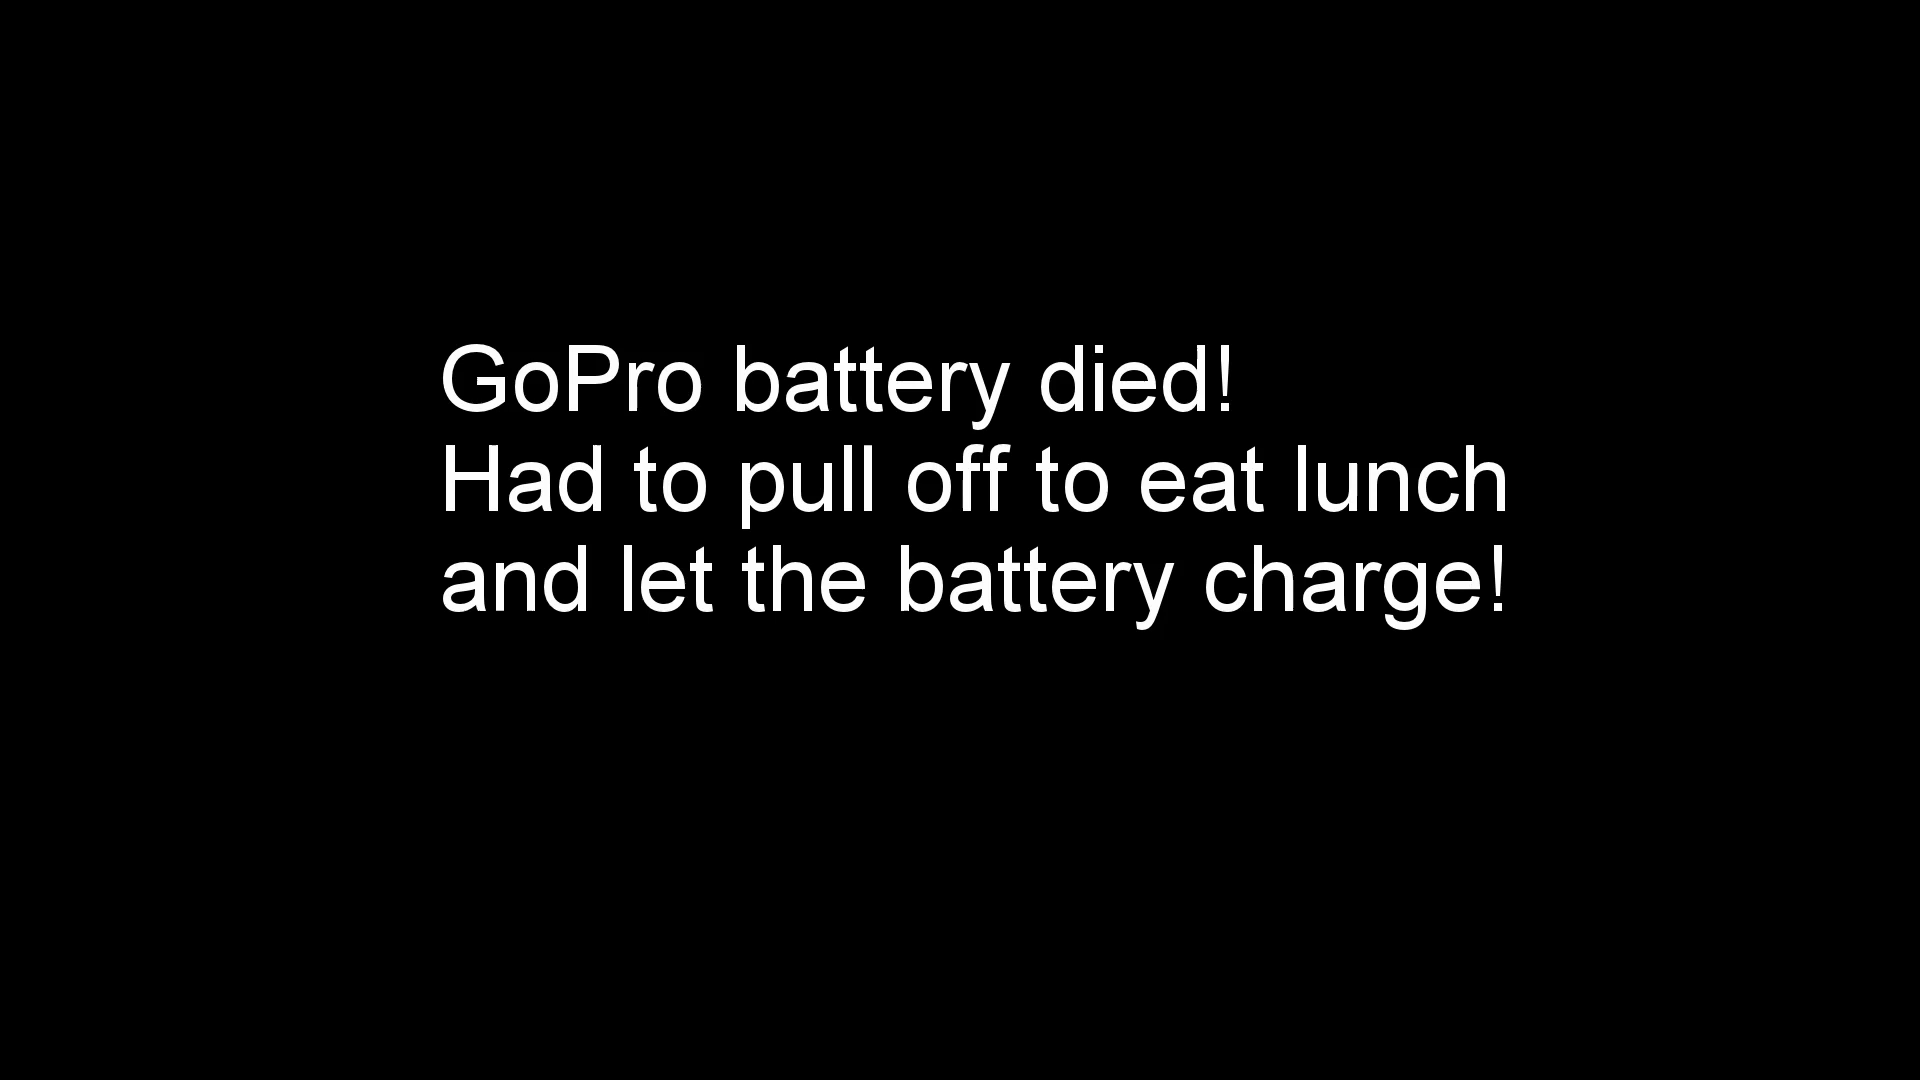 GoPro battery died!
Had to pull off to eat lunch
and let the battery charge!